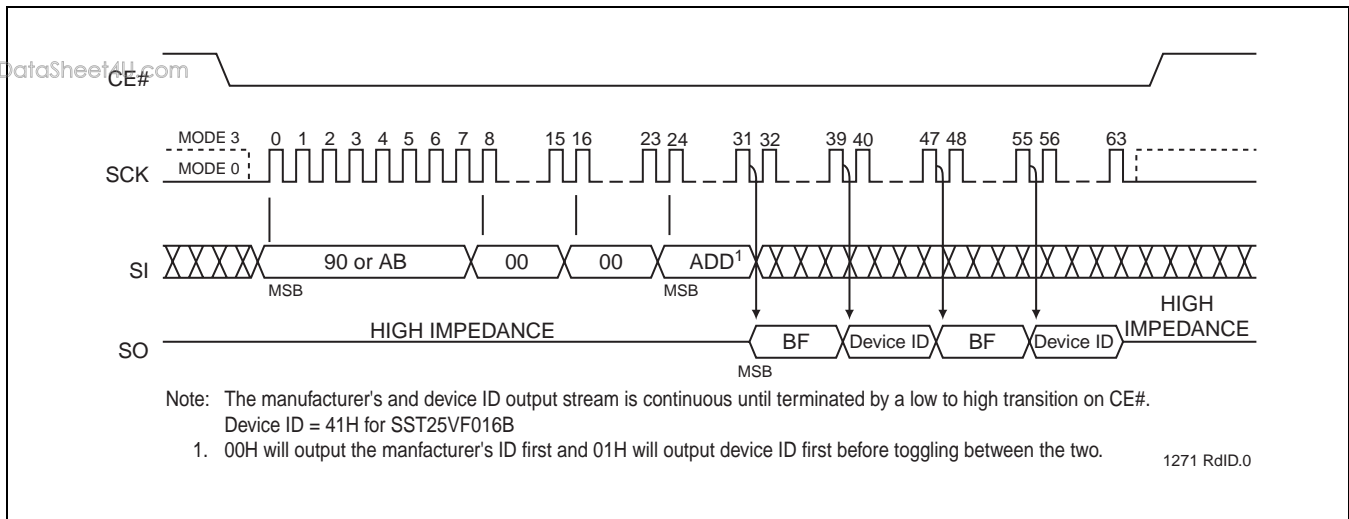 DataSheet4U.com
CE#
MODE 3 0 1 2 3 4 5 6 7 8 15 16 23 24 31 32 39 40 47 48 55 56 63
SCK MODE 0
SI 90 or AB 00 00 ADD1
MSB MSB
HIGH IMPEDANCE HIGH IMPEDANCE
SO BF Device ID BF Device ID
MSB
Note: The manufacturer's and device ID output stream is continuous until terminated by a low to high transition on CE#.
Device ID = 41H for SST25VF016B
1. 00H will output the manfacturer's ID first and 01H will output device ID first before toggling between the two.
1271 RdID.0